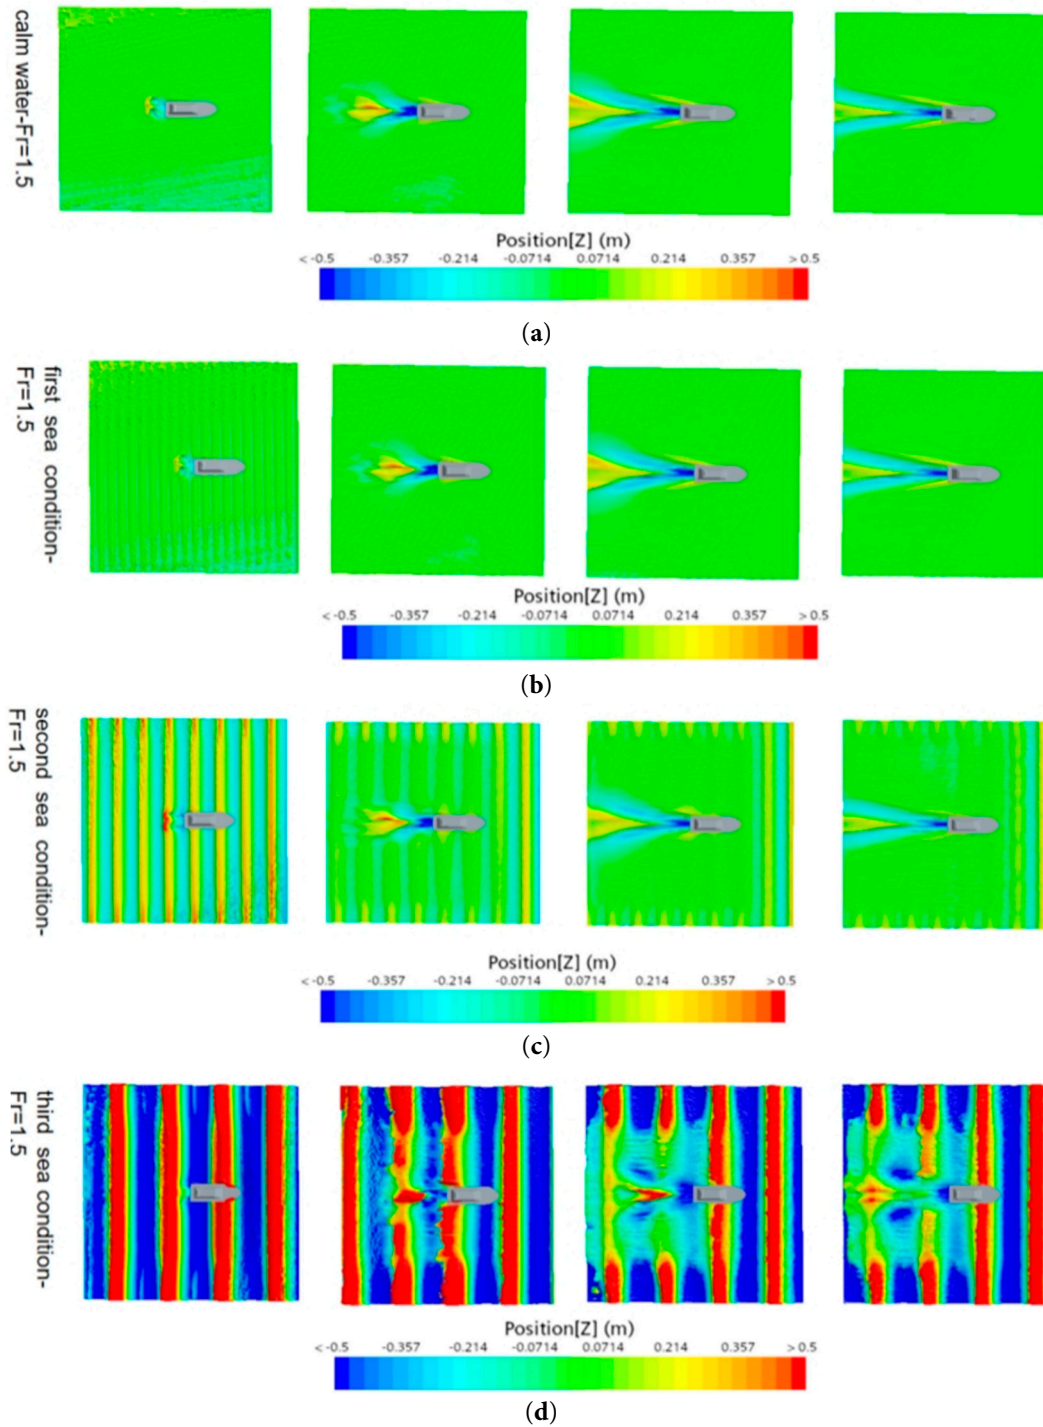 calm water-Fr=1.5
Position[Z] (m)
< -0.5 -0.357 -0.214 -0.0714 0.0714 0.214 0.357 > 0.5
(a)
first sea condition-
Fr=1.5
Position[Z] (m)
< -0.5 -0.357 -0.214 -0.0714 0.0714 0.214 0.357 > 0.5
(b)
second sea condition-
Fr=1.5
Position[Z] (m)
< -0.5 -0.357 -0.214 -0.0714 0.0714 0.214 0.357 > 0.5
(c)
third sea condition-
Fr=1.5
Position[Z] (m)
< -0.5 -0.357 -0.214 -0.0714 0.0714 0.214 0.357 > 0.5
(d)